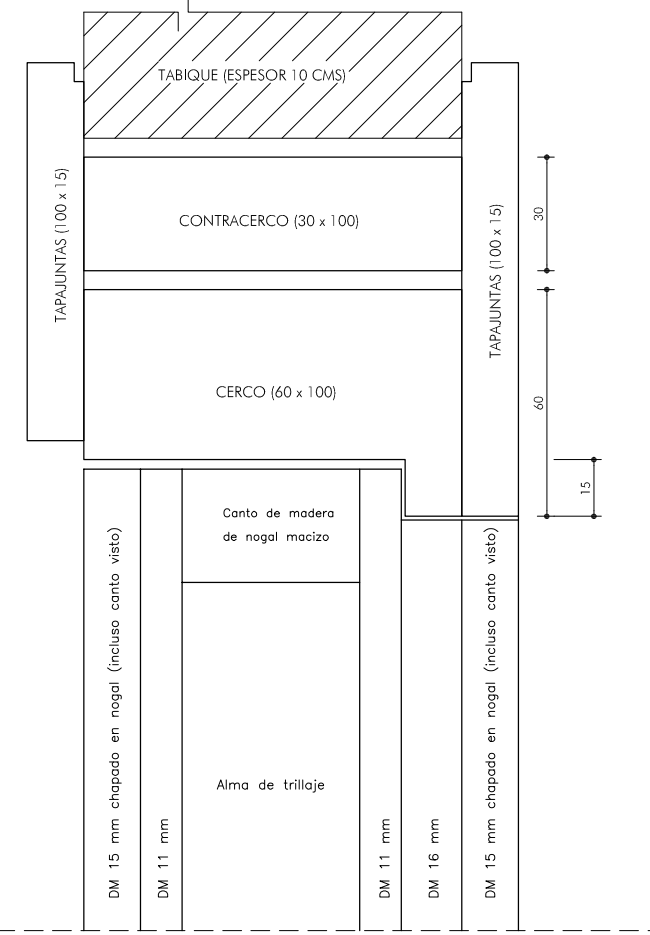 TABIQUE (ESPESOR 10 CMS)
TAPAJUNTAS (100 x 15)
CONTRACERCO (30 x 100)
TAPAJUNTAS (100 x 15)
30
CERCO (60 x 100)
60
15
Canto de madera
de nogal macizo
Alma de trillaje
DM 15 mm chapado en nogal (incluso canto visto)
DM 11 mm
DM 11 mm
DM 16 mm
DM 15 mm chapado en nogal (incluso canto visto)